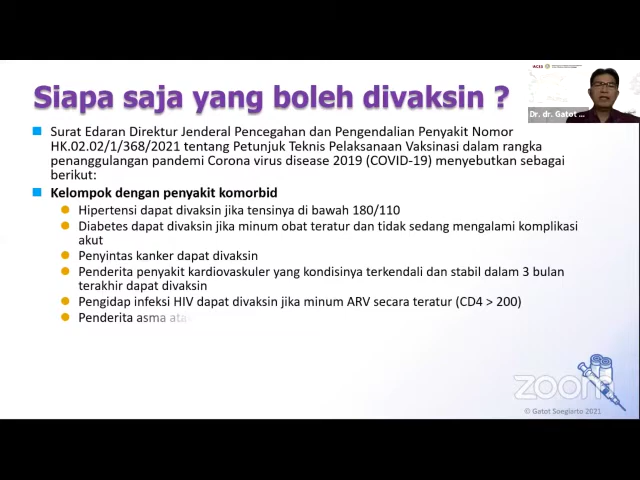 Siapa saja yang boleh divaksin ?
Surat Edaran Direktur Jenderal Pencegahan dan Pengendalian Penyakit Nomor
HK.02.02/1/368/2021 tentang Petunjuk Teknis Pelaksanaan Vaksinasi dalam rangka
penanggulangan pandemi Corona virus disease 2019 (COVID-19) menyebutkan sebagai
berikut:
Kelompok dengan penyakit komorbid
Hipertensi dapat divaksin jika tensinya di bawah 180/110
Diabetes dapat divaksin jika minum obat teratur dan tidak sedang mengalami komplikasi
akut
Penyintas kanker dapat divaksin
Penderita penyakit kardiovaskuler yang kondisinya terkendali dan stabil dalam 3 bulan
terakhir dapat divaksin
Pengidap infeksi HIV dapat divaksin jika minum ARV secara teratur (CD4 > 200)
Penderita asma ata
Dr. dr. Gatot ...
zoom
© Gatot Soegiarto 2021